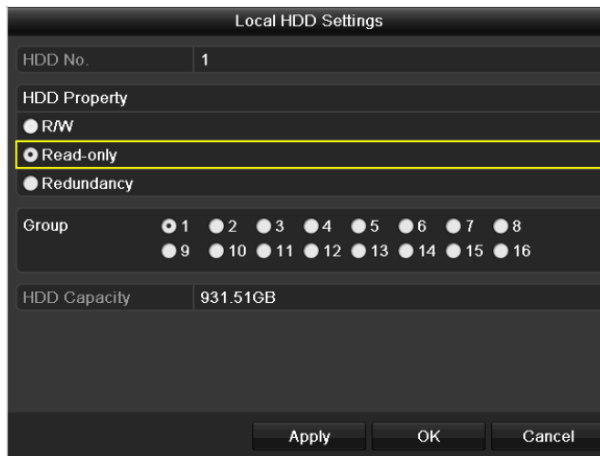 Local HDD Settings
HDD No. 1
HDD Property
R/W
Read-only
Redundancy
Group 1 2 3 4 5 6 7 8
9 10 11 12 13 14 15 16
HDD Capacity 931.51GB
Apply OK Cancel